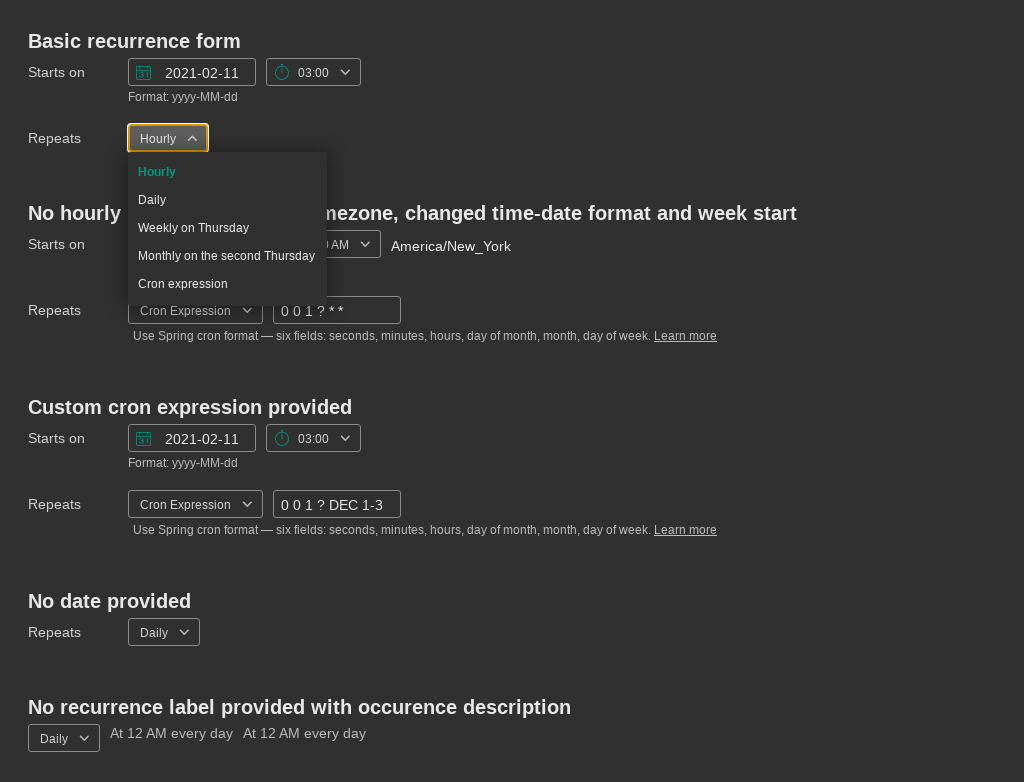 Basic recurrence form
Starts on
2021-02-11
03:00
Format: yyyy-MM-dd
Repeats
Hourly
Hourly
Daily
Weekly on Thursday
Monthly on the second Thursday
Cron expression
No hourly mezone, changed time-date format and week start
Starts on
AM
America/New_York
Repeats
Cron Expression
0 0 1 ? * *
Use Spring cron format — six fields: seconds, minutes, hours, day of month, month, day of week. Learn more
Custom cron expression provided
Starts on
2021-02-11
03:00
Format: yyyy-MM-dd
Repeats
Cron Expression
0 0 1 ? DEC 1-3
Use Spring cron format — six fields: seconds, minutes, hours, day of month, month, day of week. Learn more
No date provided
Repeats
Daily
No recurrence label provided with occurence description
Daily
At 12 AM every day
At 12 AM every day